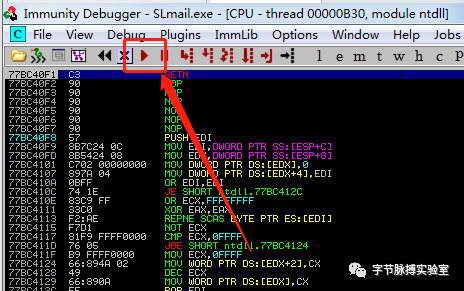 Immunity Debugger - SLmail.exe - [CPU - thread 00000B30, module ntdll]
C File View Debug Plugins ImmLib Options Window Help Jobs
l e m t w h c p
77BC40F1 C3 RETN
77BC40F2 90 NOP
77BC40F3 90 NOP
77BC40F4 90 NOP
77BC40F5 90 NOP
77BC40F6 90 NOP
77BC40F7 90 NOP
77BC40F8 57 PUSH EDI
77BC40F9 8B7C24 0C MOV EDI,DWORD PTR SS:[ESP+C]
77BC40FD 8B5424 08 MOV EDX,DWORD PTR SS:[ESP+8]
77BC4101 C702 00000000 MOV DWORD PTR DS:[EDX],0
77BC4107 897A 04 MOV DWORD PTR DS:[EDX+4],EDI
77BC410A 0BFF OR EDI,EDI
77BC410C 74 1E JE SHORT ntdll.77BC412C
77BC410E 83C9 FF OR ECX,FFFFFFFF
77BC4111 33C0 XOR EAX,EAX
77BC4113 F2:AE REPNE SCAS BYTE PTR ES:[EDI]
77BC4115 F7D1 NOT ECX
77BC4117 81F9 FFFF0000 CMP ECX,0FFFF
77BC411D 76 05 JBE SHORT ntdll.77BC4124
77BC411F B9 FFFF0000 MOV ECX,0FFFF
77BC4124 66:894A 02 MOV WORD PTR DS:[EDX+2],CX
77BC4128 49 DEC ECX
77BC4129 66:890A MOV WORD PTR DS:[EDX],CX
字节脉搏实验室